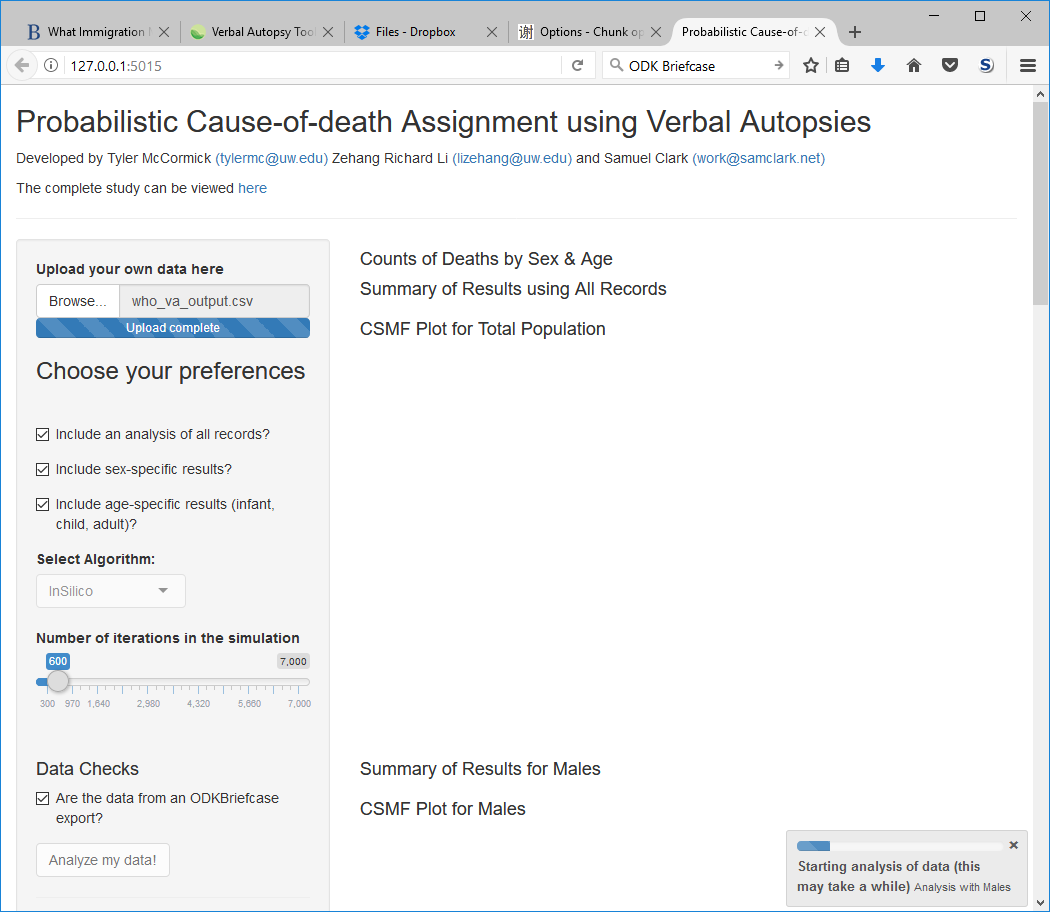 What Immigration
Verbal Autopsy Tool
Files - Dropbox
谢
Options - Chunk op
Probabilistic Cause-of-d
127.0.0.1:5015
ODK Briefcase
Probabilistic Cause-of-death Assignment using Verbal Autopsies
Developed by Tyler McCormick (tylermc@uw.edu) Zehang Richard Li (lizehang@uw.edu) and Samuel Clark (work@samclark.net)
The complete study can be viewed here
Upload your own data here
Browse...
who_va_output.csv
Upload complete
Choose your preferences
Include an analysis of all records?
Include sex-specific results?
Include age-specific results (infant,
child, adult)?
Select Algorithm:
InSilico
Number of iterations in the simulation
600
7,000
300 970 1,640 2,980 4,320 5,660 7,000
Data Checks
Are the data from an ODKBriefcase
export?
Analyze my data!
Counts of Deaths by Sex & Age
Summary of Results using All Records
CSMF Plot for Total Population
Summary of Results for Males
CSMF Plot for Males
Starting analysis of data (this
may take a while) Analysis with Males